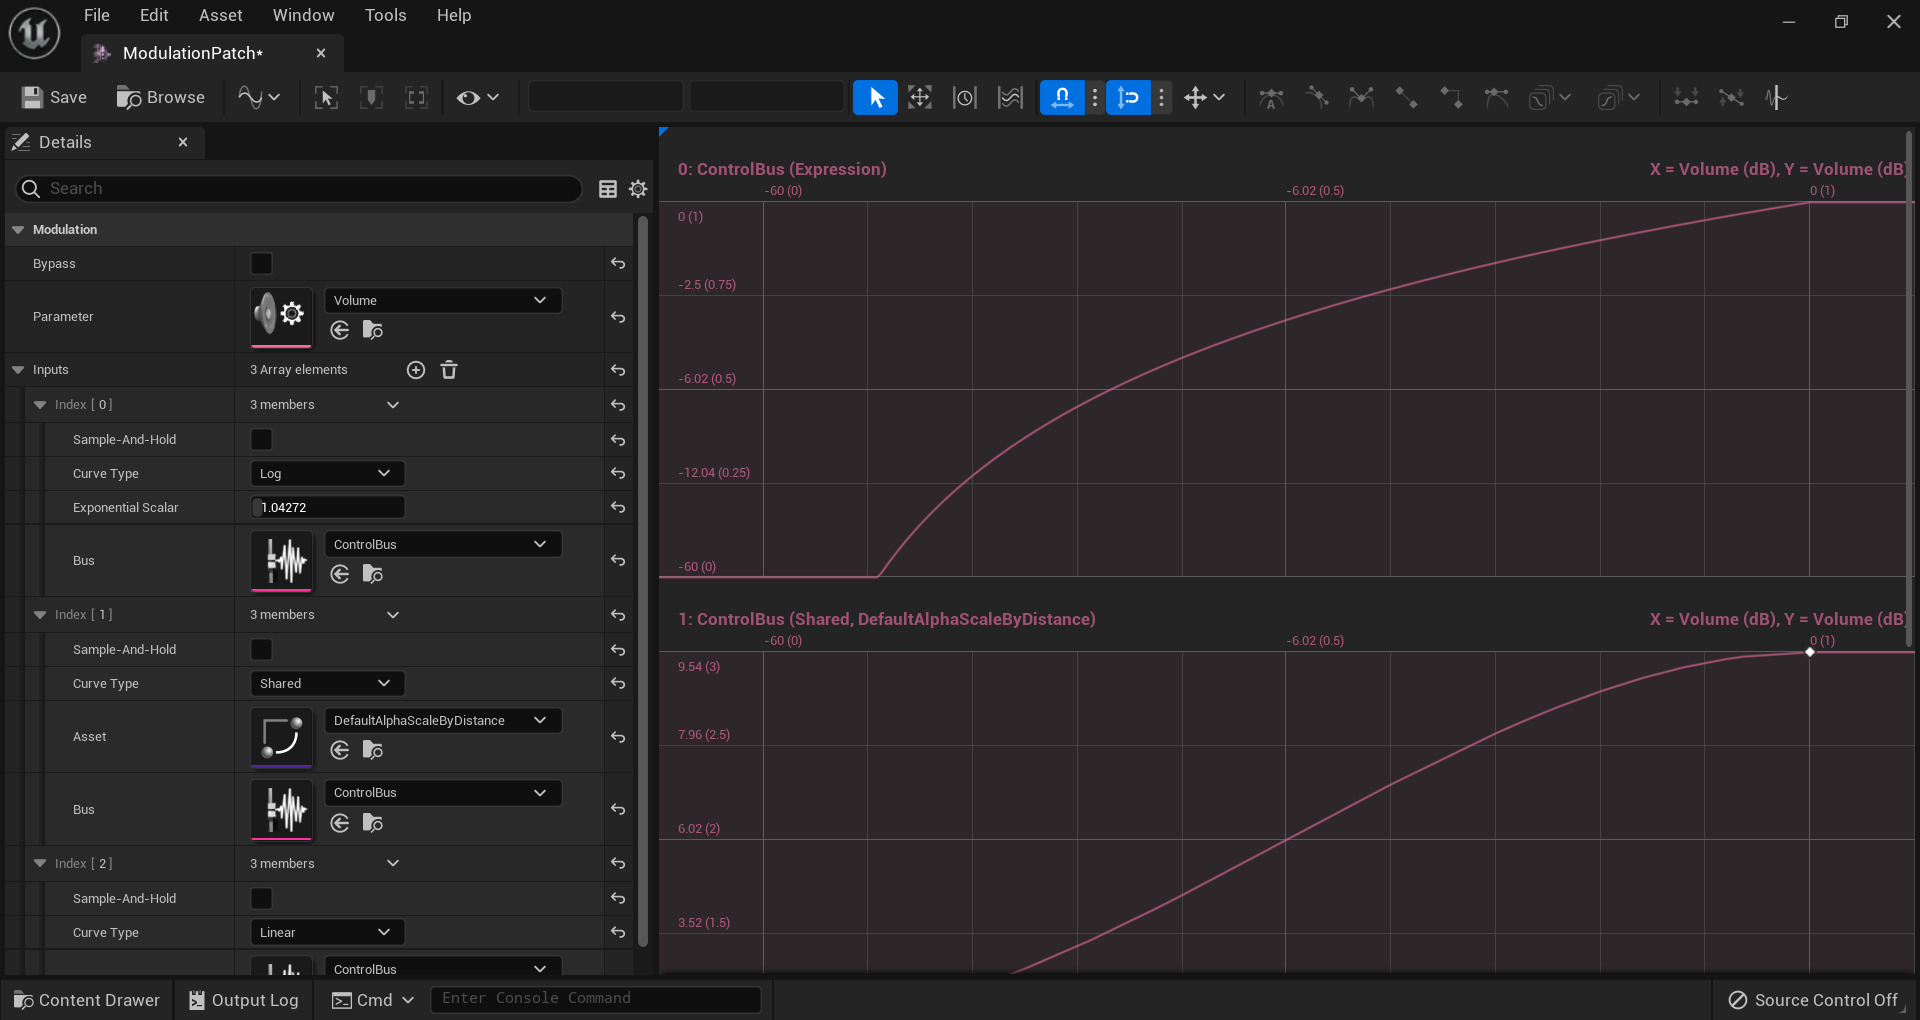 File Edit Asset Window Tools Help
ModulationPatch*
Save Browse
Details
Search
Modulation
Bypass
Parameter Volume
Inputs 3 Array elements
Index [ 0 ] 3 members
Sample-And-Hold
Curve Type Log
Exponential Scalar 1.04272
Bus ControlBus
Index [ 1 ] 3 members
Sample-And-Hold
Curve Type Shared
Asset DefaultAlphaScaleByDistance
Bus ControlBus
Index [ 2 ] 3 members
Sample-And-Hold
Curve Type Linear
ControlBus
0: ControlBus (Expression) X = Volume (dB), Y = Volume (dB)
-60 (0) -6.02 (0.5) 0 (1)
0 (1)
-2.5 (0.75)
-6.02 (0.5)
-12.04 (0.25)
-60 (0)
1: ControlBus (Shared, DefaultAlphaScaleByDistance) X = Volume (dB), Y = Volume (dB)
-60 (0) -6.02 (0.5) 0 (1)
9.54 (3)
7.96 (2.5)
6.02 (2)
3.52 (1.5)
Content Drawer Output Log Cmd Enter Console Command Source Control Off